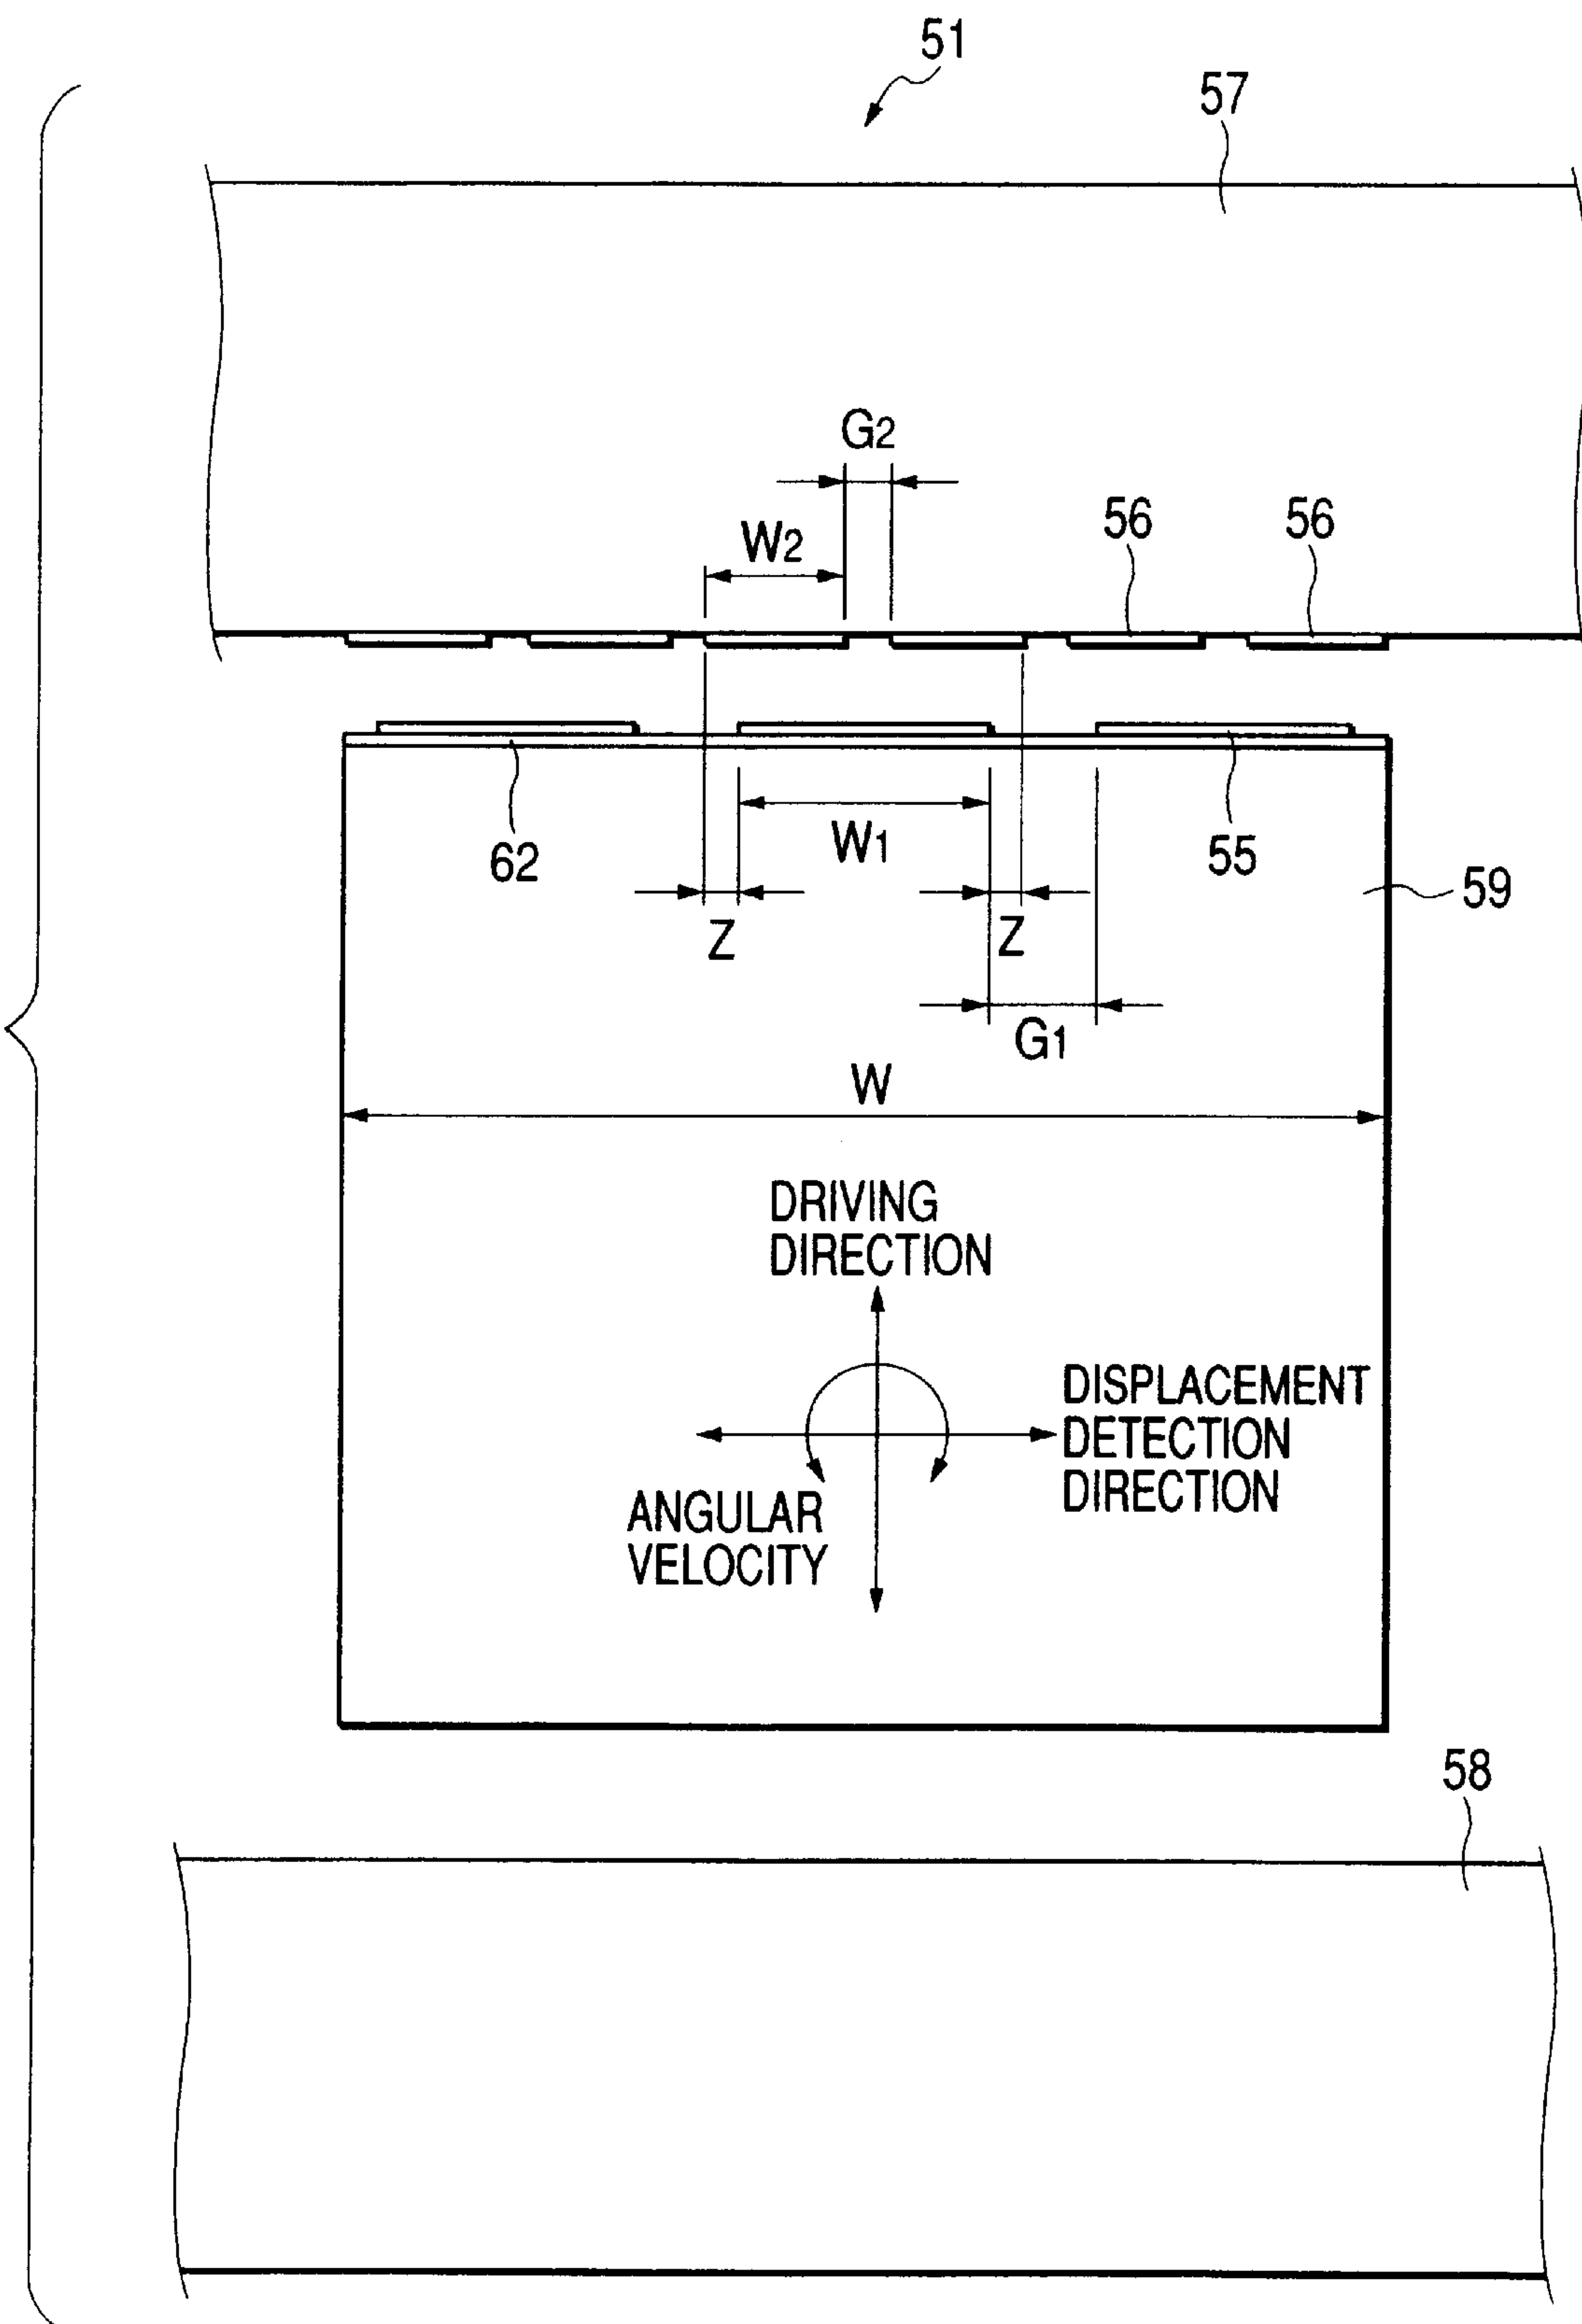 51
57
G2
W2
56
56
W1
62
55
59
Z
Z
G1
W
DRIVING
DIRECTION
DISPLACEMENT
DETECTION
DIRECTION
ANGULAR
VELOCITY
58